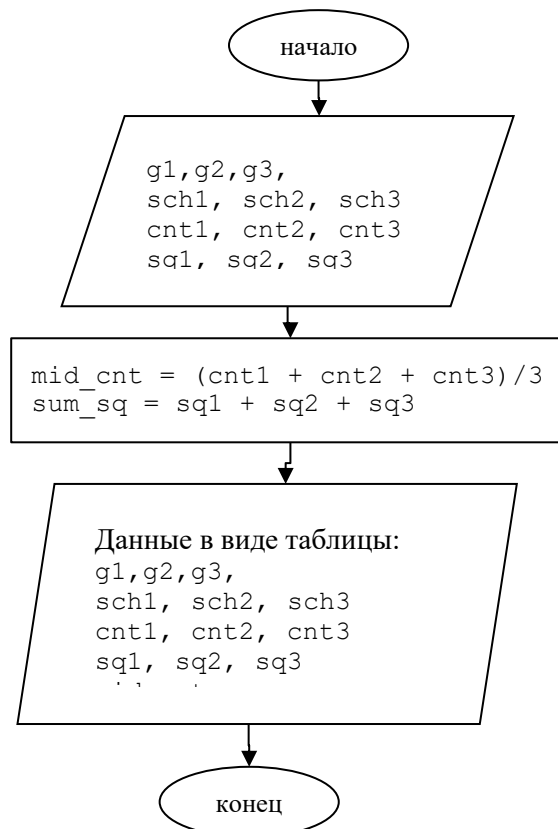 начало
g1,g2,g3,
sch1, sch2, sch3
cnt1, cnt2, cnt3
sq1, sq2, sq3
mid_cnt = (cnt1 + cnt2 + cnt3)/3
sum_sq = sq1 + sq2 + sq3
Данные в виде таблицы:
g1,g2,g3,
sch1, sch2, sch3
cnt1, cnt2, cnt3
sq1, sq2, sq3
конец